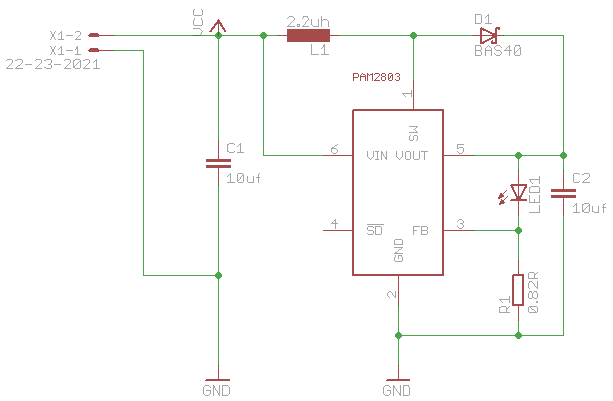 VCC
2.2uh
D1
X1-2
X1-1
22-23-2021
L1
BAS40
PAM2803
1
SW
C1
10uf
6
VIN
VOUT
5
LED1
C2
10uf
4
SD
FB
3
GND
2
R1
0.82R
GND
GND